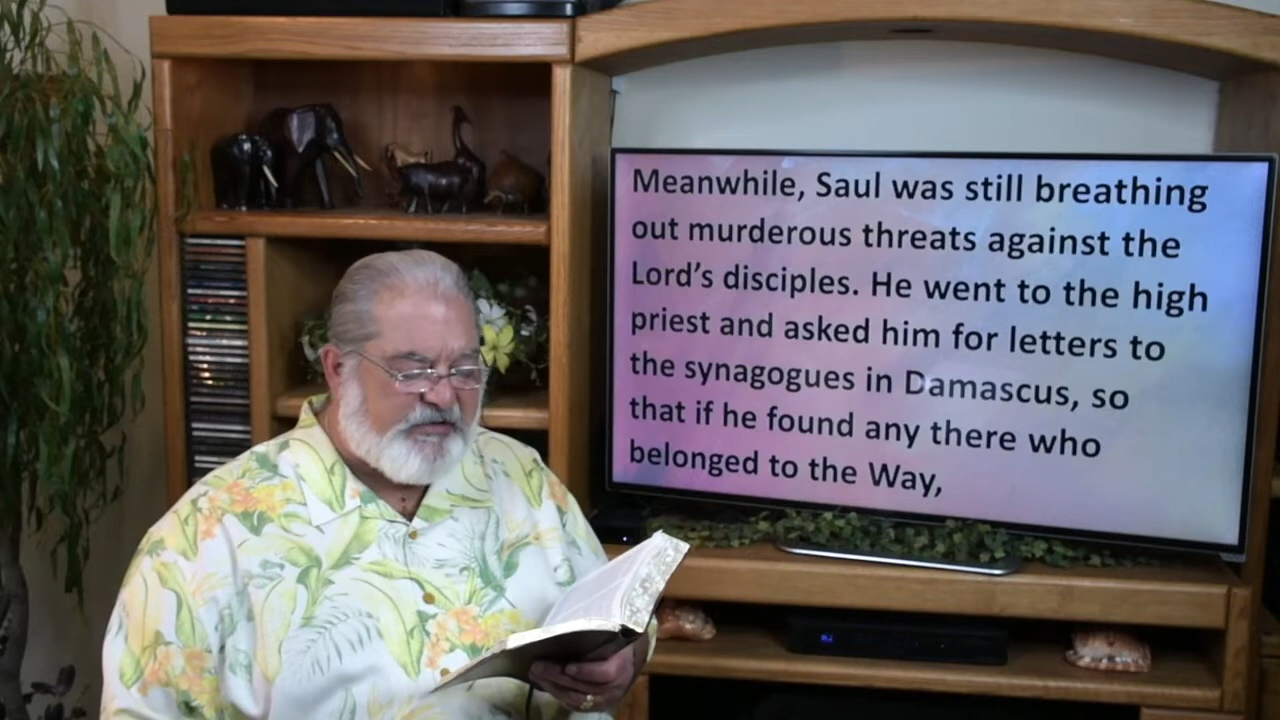 Meanwhile, Saul was still breathing
out murderous threats against the
Lord’s disciples. He went to the high
priest and asked him for letters to
the synagogues in Damascus, so
that if he found any there who
belonged to the Way,